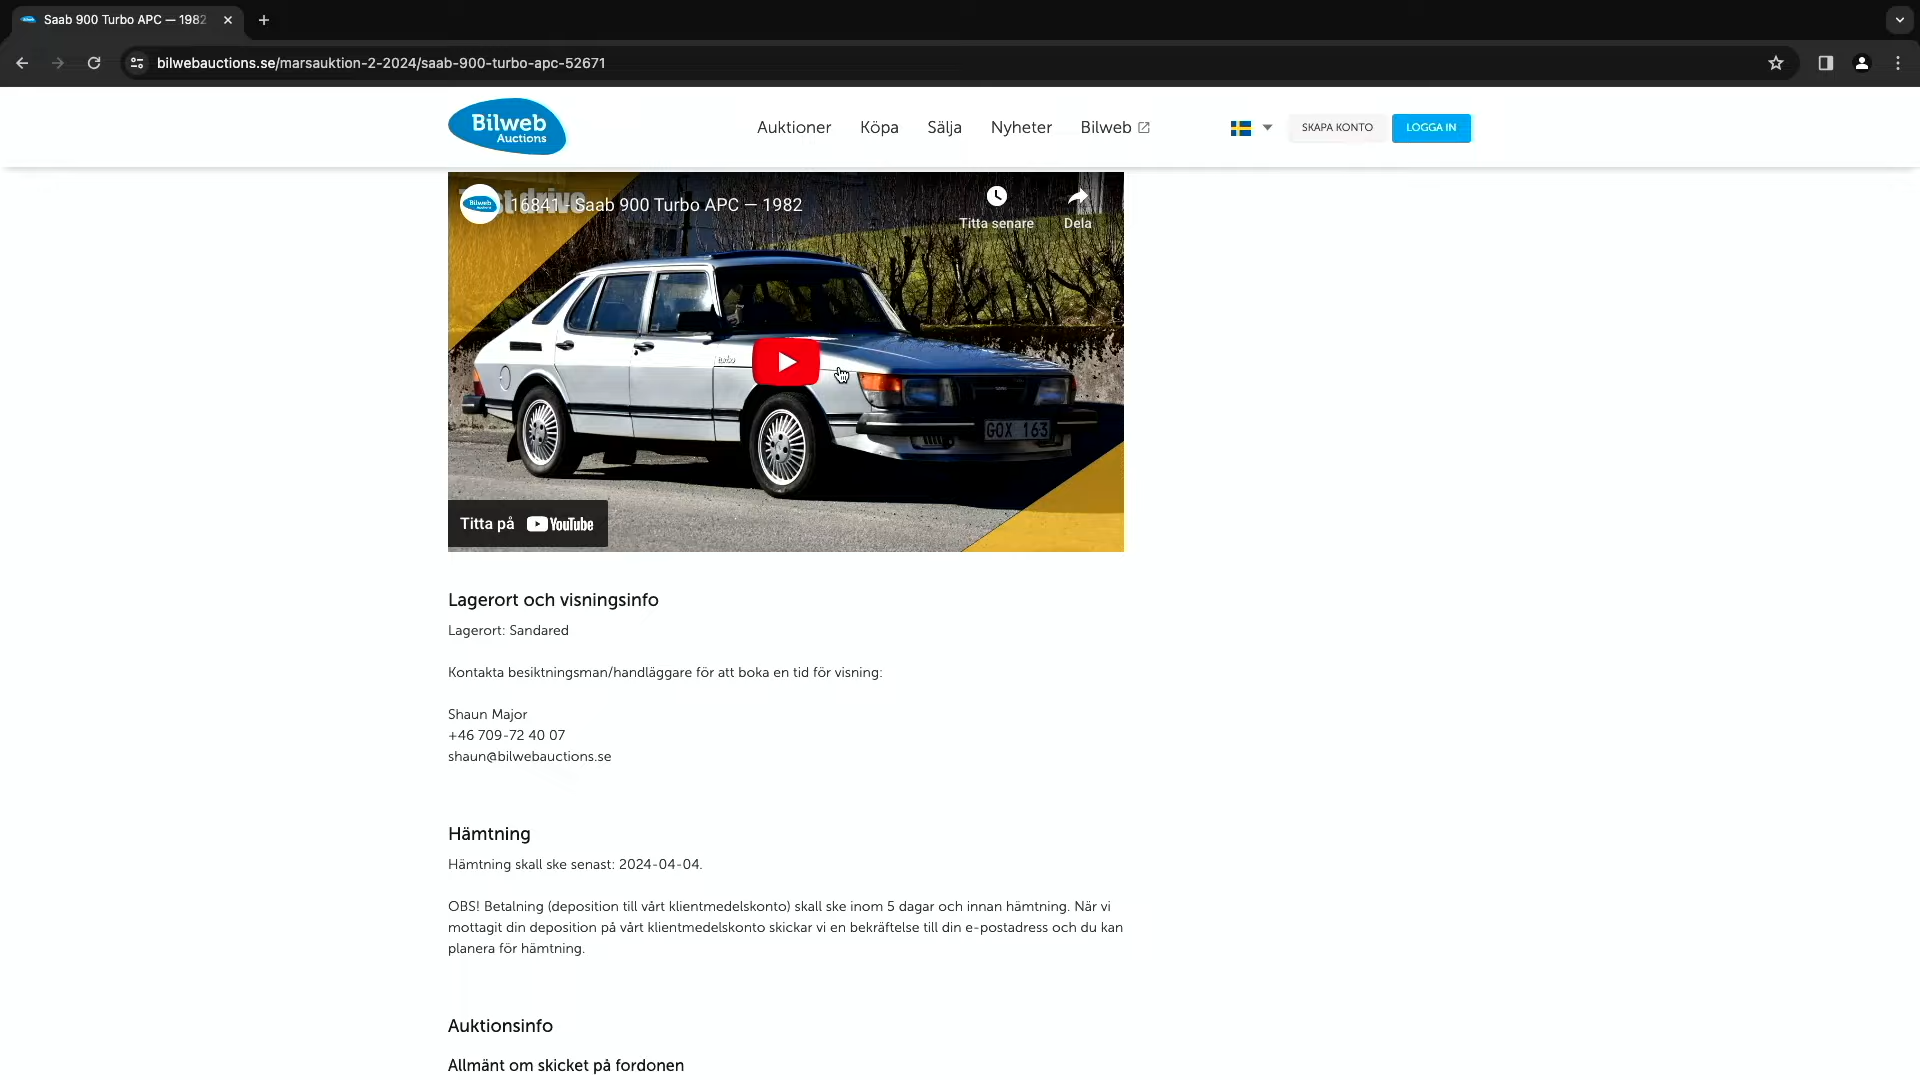 Saab 900 Turbo APC — 1982
bilwebauctions.se/marsauktion-2-2024/saab-900-turbo-apc-52671
Bilweb
Auctions
Auktioner
Köpa
Sälja
Nyheter
Bilweb
SKAPA KONTO
LOGGA IN
Test drive
16841 - Saab 900 Turbo APC — 1982
Titta senare
Dela
turbo
GOX 163
Titta på YouTube
Lagerort och visningsinfo
Lagerort: Sandared
Kontakta besiktningsman/handläggare för att boka en tid för visning:
Shaun Major
+46 709-72 40 07
shaun@bilwebauctions.se
Hämtning
Hämtning skall ske senast: 2024-04-04.
OBS! Betalning (deposition till vårt klientmedelskonto) skall ske inom 5 dagar och innan hämtning. När vi
mottagit din deposition på vårt klientmedelskonto skickar vi en bekräftelse till din e-postadress och du kan
planera för hämtning.
Auktionsinfo
Allmänt om skicket på fordonen